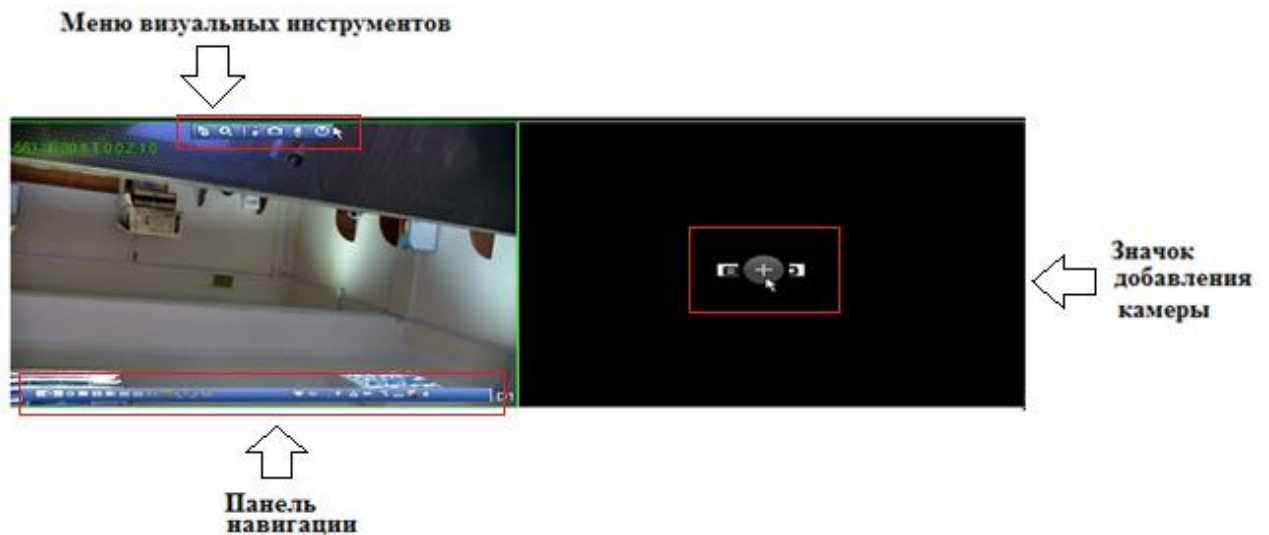 Меню визуальных инструментов
Значок
добавления
камеры
Панель
навигации